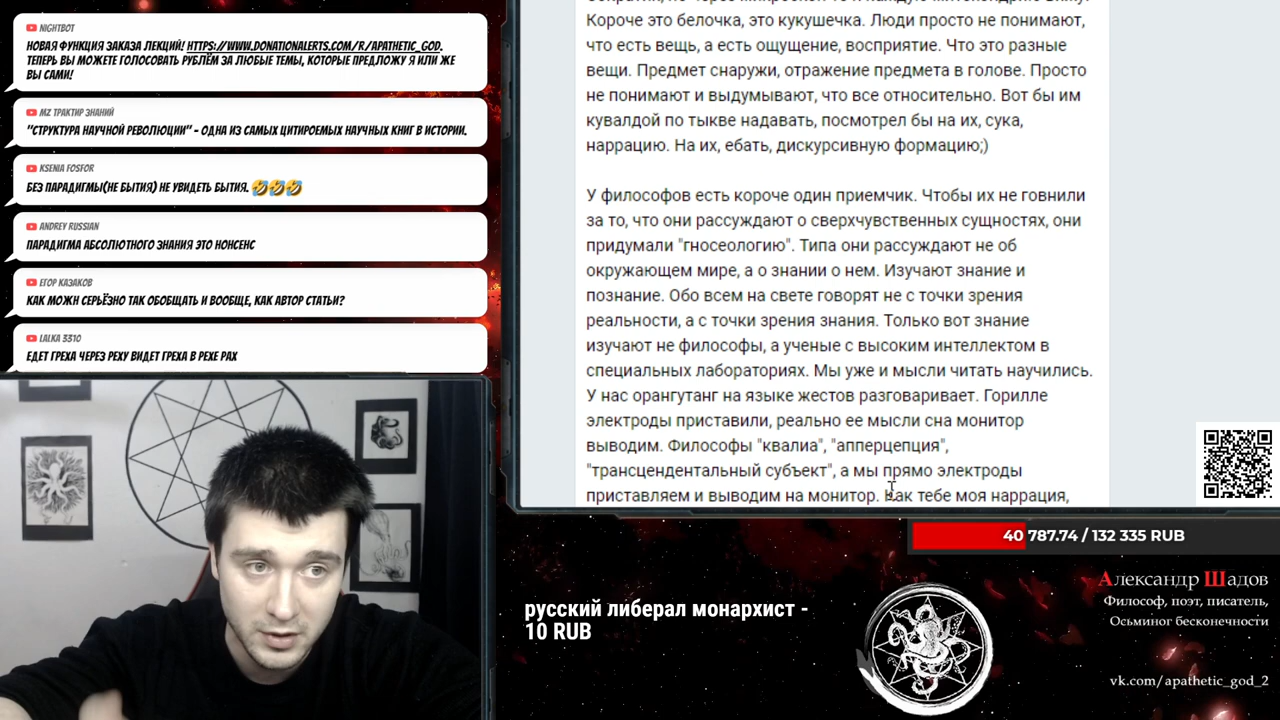 NIGHTBOT
НОВАЯ ФУНКЦИЯ ЗАКАЗА ЛЕКЦИЙ! HTTPS://WWW.DONATIONALERTS.COM/R/APATHETIC_GOD.
ТЕПЕРЬ ВЫ МОЖЕТЕ ГОЛОСОВАТЬ РУБЛЁМ ЗА ЛЮБЫЕ ТЕМЫ, КОТОРЫЕ ПРЕДЛОЖУ Я ИЛИ ЖЕ
ВЫ САМИ!
MZ ТРАКТИР ЗНАНИЙ
"СТРУКТУРА НАУЧНОЙ РЕВОЛЮЦИИ" - ОДНА ИЗ САМЫХ ЦИТИРОЕМЫХ НАУЧНЫХ КНИГ В ИСТОРИИ.
KSENIA FOSFOR
БЕЗ ПАРАДИГМЫ(НЕ БЫТИЯ) НЕ УВИДЕТЬ БЫТИЯ. 🤣🤣🤣
ANDREY RUSSIAN
ПАРАДИГМА АБСОЛЮТНОГО ЗНАНИЯ ЭТО НОНСЕНС
ЕГОР КАЗАКОВ
КАК МОЖН СЕРЬЁЗНО ТАК ОБОБЩАТЬ И ВООБЩЕ, КАК АВТОР СТАТЬИ?
LALKA 3310
ЕДЕТ ГРЕХА ЧЕРЕЗ РЕХУ ВИДЕТ ГРЕХА В РЕХЕ РАХ
Короче это белочка, это кукушечка. Люди просто не понимают,
что есть вещь, а есть ощущение, восприятие. Что это разные
вещи. Предмет снаружи, отражение предмета в голове. Просто
не понимают и выдумывают, что все относительно. Вот бы им
кувалдой по тыкве надавать, посмотрел бы на их, сука,
наррацию. На их, ебать, дискурсивную формацию;)
У философов есть короче один приемчик. Чтобы их не говнили
за то, что они рассуждают о сверхчувственных сущностях, они
придумали "гносеологию". Типа они рассуждают не об
окружающем мире, а о знании о нем. Изучают знание и
познание. Обо всем на свете говорят не с точки зрения
реальности, а с точки зрения знания. Только вот знание
изучают не философы, а ученые с высоким интеллектом в
специальных лабораториях. Мы уже и мысли читать научились.
У нас орангутанг на языке жестов разговаривает. Горилле
электроды приставили, реально ее мысли сна монитор
выводим. Философы "квалиа", "апперцепция",
"трансцендентальный субъект", а мы прямо электроды
приставляем и выводим на монитор. Как тебе моя наррация,
40 787.74 / 132 335 RUB
русский либерал монархист -
10 RUB
Александр Шадов
Философ, поэт, писатель,
Осьминог бесконечности
vk.com/apathetic_god_2